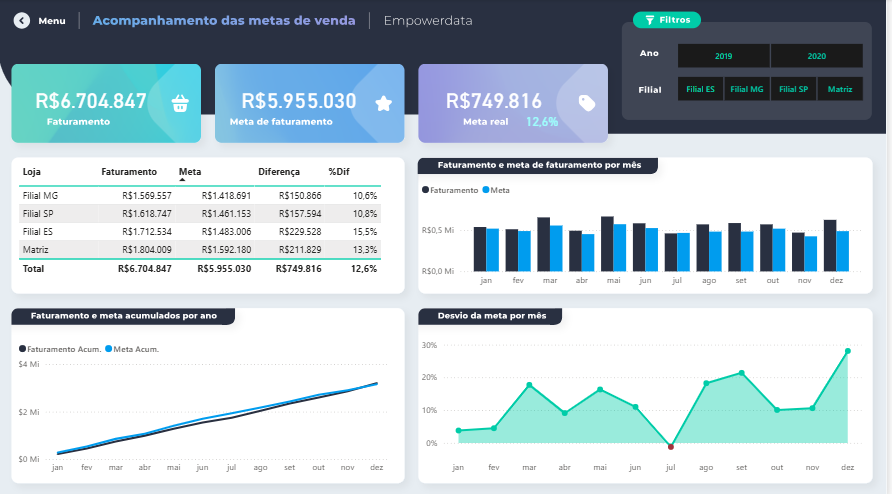 Menu
Acompanhamento das metas de venda
Empowerdata
Filtros
Ano
2019
2020
Filial
Filial ES
Filial MG
Filial SP
Matriz
R$6.704.847
Faturamento
R$5.955.030
Meta de faturamento
R$749.816
Meta real 12,6%
Loja Faturamento Meta Diferença %Dif
Filial MG R$1.569.557 R$1.418.691 R$150.866 10,6%
Filial SP R$1.618.747 R$1.461.153 R$157.594 10,8%
Filial ES R$1.712.534 R$1.483.006 R$229.528 15,5%
Matriz R$1.804.009 R$1.592.180 R$211.829 13,3%
Total R$6.704.847 R$5.955.030 R$749.816 12,6%
Faturamento e meta de faturamento por mês
Faturamento Meta
R$0,5 Mi
R$0,0 Mi
jan fev mar abr mai jun jul ago set out nov dez
Faturamento e meta acumulados por ano
Faturamento Acum. Meta Acum.
$4 Mi
$2 Mi
$0 Mi
jan fev mar abr mai jun jul ago set out nov dez
Desvio da meta por mês
30%
20%
10%
0%
jan fev mar abr mai jun jul ago set out nov dez